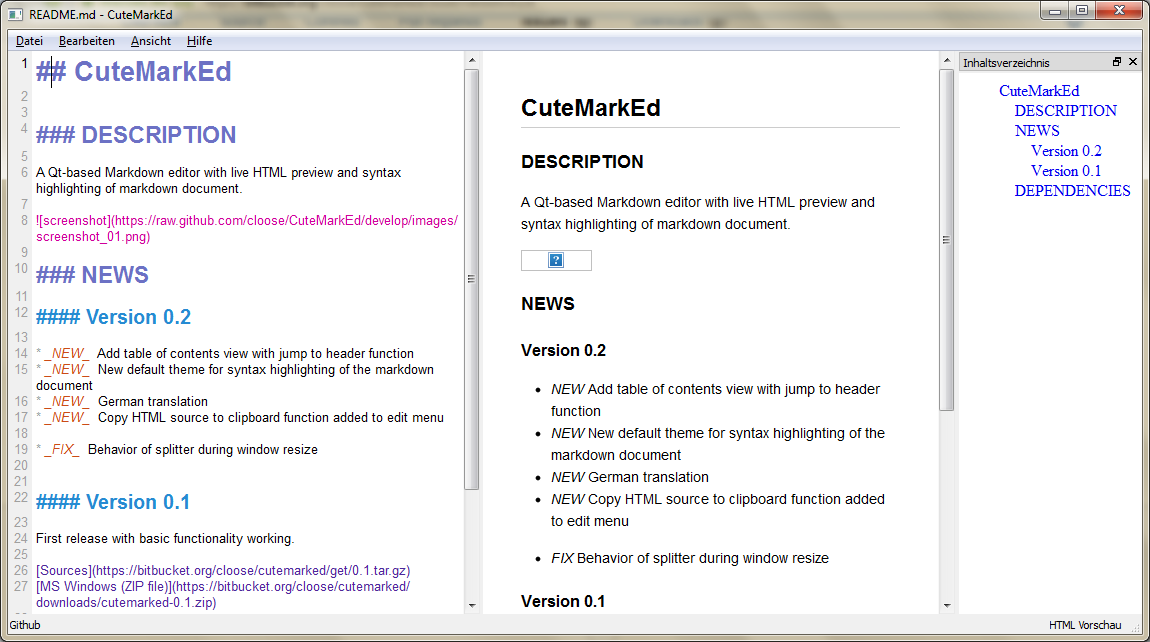 README.md - CuteMarkEd
Datei Bearbeiten Ansicht Hilfe
1 ## CuteMarkEd
2
3
4 ### DESCRIPTION
5
6 A Qt-based Markdown editor with live HTML preview and syntax
highlighting of markdown document.
7
8 ![screenshot](https://raw.github.com/cloose/CuteMarkEd/develop/images/
screenshot_01.png)
9
10 ### NEWS
11
12 #### Version 0.2
13
14 * _NEW_ Add table of contents view with jump to header function
15 * _NEW_ New default theme for syntax highlighting of the markdown
document
16 * _NEW_ German translation
17 * _NEW_ Copy HTML source to clipboard function added to edit menu
18
19 * _FIX_ Behavior of splitter during window resize
20
21
22 #### Version 0.1
23
24 First release with basic functionality working.
25
26 [Sources](https://bitbucket.org/cloose/cutemarked/get/0.1.tar.gz)
27 [MS Windows (ZIP file)](https://bitbucket.org/cloose/cutemarked/
downloads/cutemarked-0.1.zip)
CuteMarkEd
DESCRIPTION
A Qt-based Markdown editor with live HTML preview and
syntax highlighting of markdown document.
NEWS
Version 0.2
• NEW Add table of contents view with jump to header
function
• NEW New default theme for syntax highlighting of the
markdown document
• NEW German translation
• NEW Copy HTML source to clipboard function added
to edit menu
• FIX Behavior of splitter during window resize
Version 0.1
Inhaltsverzeichnis
CuteMarkEd
DESCRIPTION
NEWS
Version 0.2
Version 0.1
DEPENDENCIES
Github
HTML Vorschau